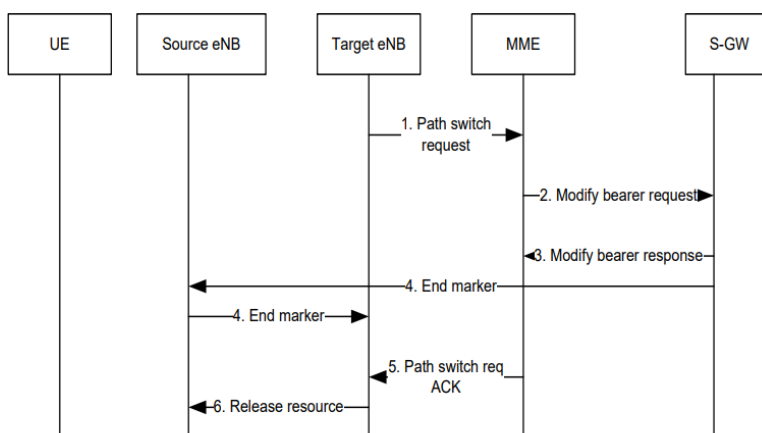 UE
Source eNB
Target eNB
MME
S-GW
1. Path switch
request
2. Modify bearer request
3. Modify bearer response
4. End marker
4. End marker
5. Path switch req
ACK
6. Release resource